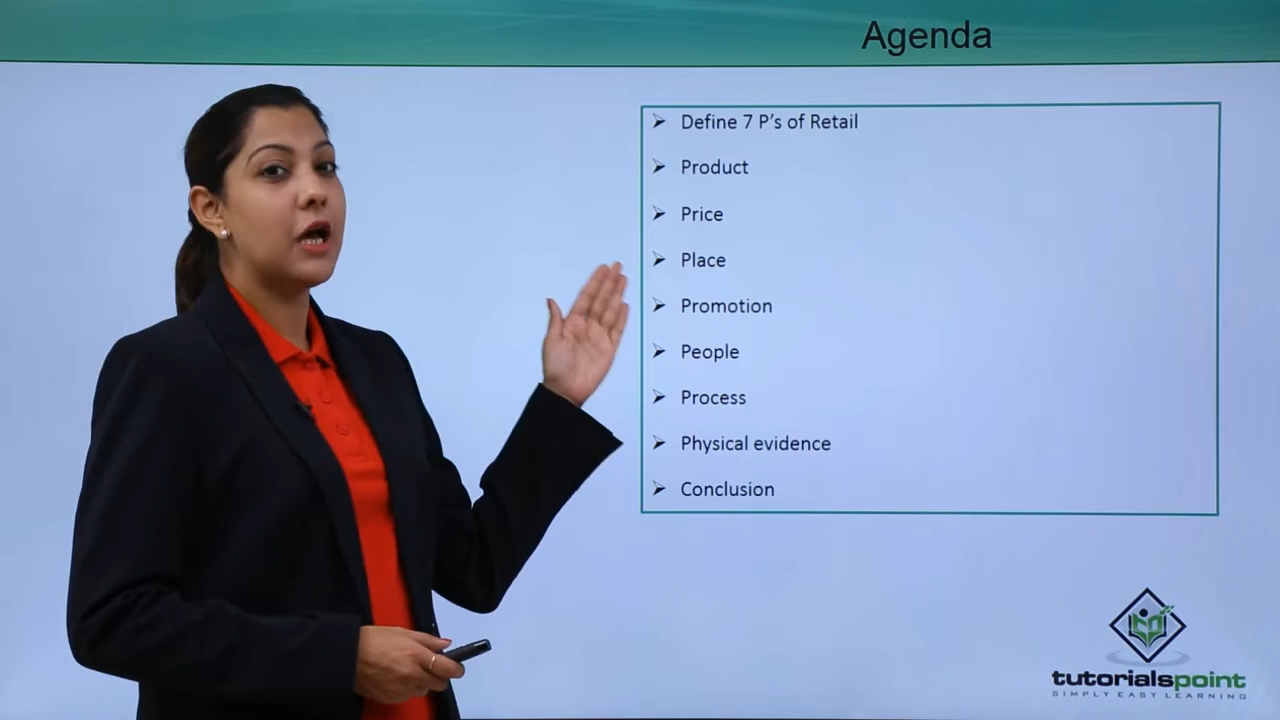 Agenda
➢ Define 7 P's of Retail
➢ Product
➢ Price
➢ Place
➢ Promotion
➢ People
➢ Process
➢ Physical evidence
➢ Conclusion
tutorialspoint
SIMPLY EASY LEARNING